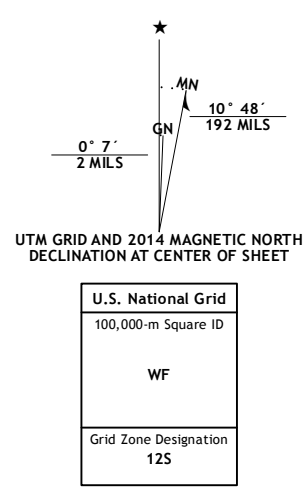 MN
10° 48´
192 MILS
GN
0° 7´
2 MILS
UTM GRID AND 2014 MAGNETIC NORTH
DECLINATION AT CENTER OF SHEET
U.S. National Grid
100,000-m Square ID
WF
Grid Zone Designation
12S